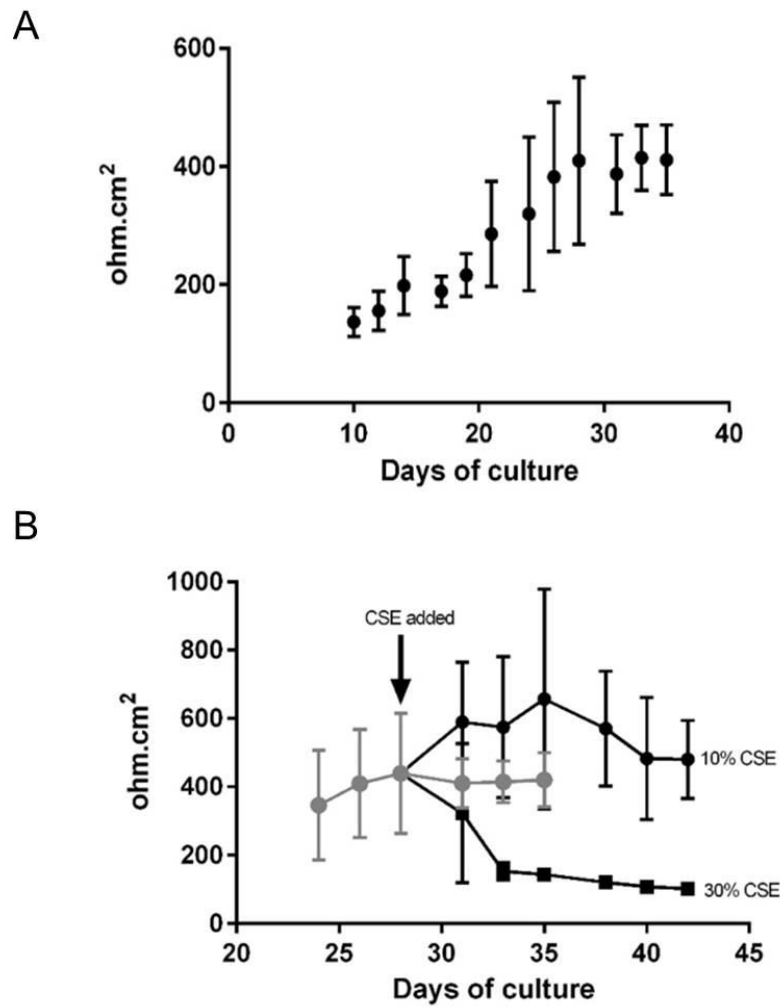 A
600
400
200
0
ohm.cm²
0 10 20 30 40
Days of culture
B
1000
800
600
400
200
0
ohm.cm²
CSE added
10% CSE
30% CSE
20 25 30 35 40 45
Days of culture